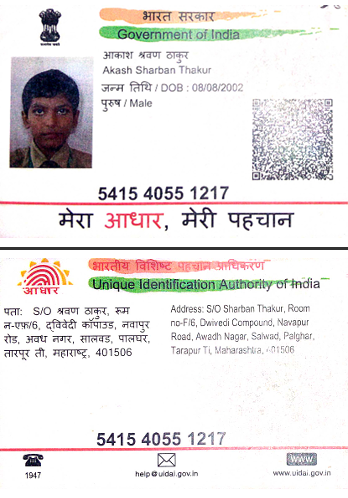 भारत सरकार
Government of India
आकाश श्रवण ठाकुर
Akash Sharban Thakur
जन्म तिथि / DOB : 08/08/2002
पुरुष / Male
5415 4055 1217
मेरा आधार, मेरी पहचान
भारतीय विशिष्ट पहचान आधिकरण
Unique Identification Authority of India
आधार
पता: S/O श्रवण ठाकुर, रूम
न-एफ/6, द्विवेदी कॉंपाउड, नवापुर
रोड, अवध नगर, सालवड, पालघर,
तारपुर ती, महाराष्ट्र, 401506
Address: S/O Sharban Thakur, Room
no-F/6, Dwivedi Compound, Navapur
Road, Awadh Nagar, Salwad, Palghar,
Tarapur Ti, Maharashtra, 401506
5415 4055 1217
1947
help@uidai.gov.in
WWW
www.uidai.gov.in